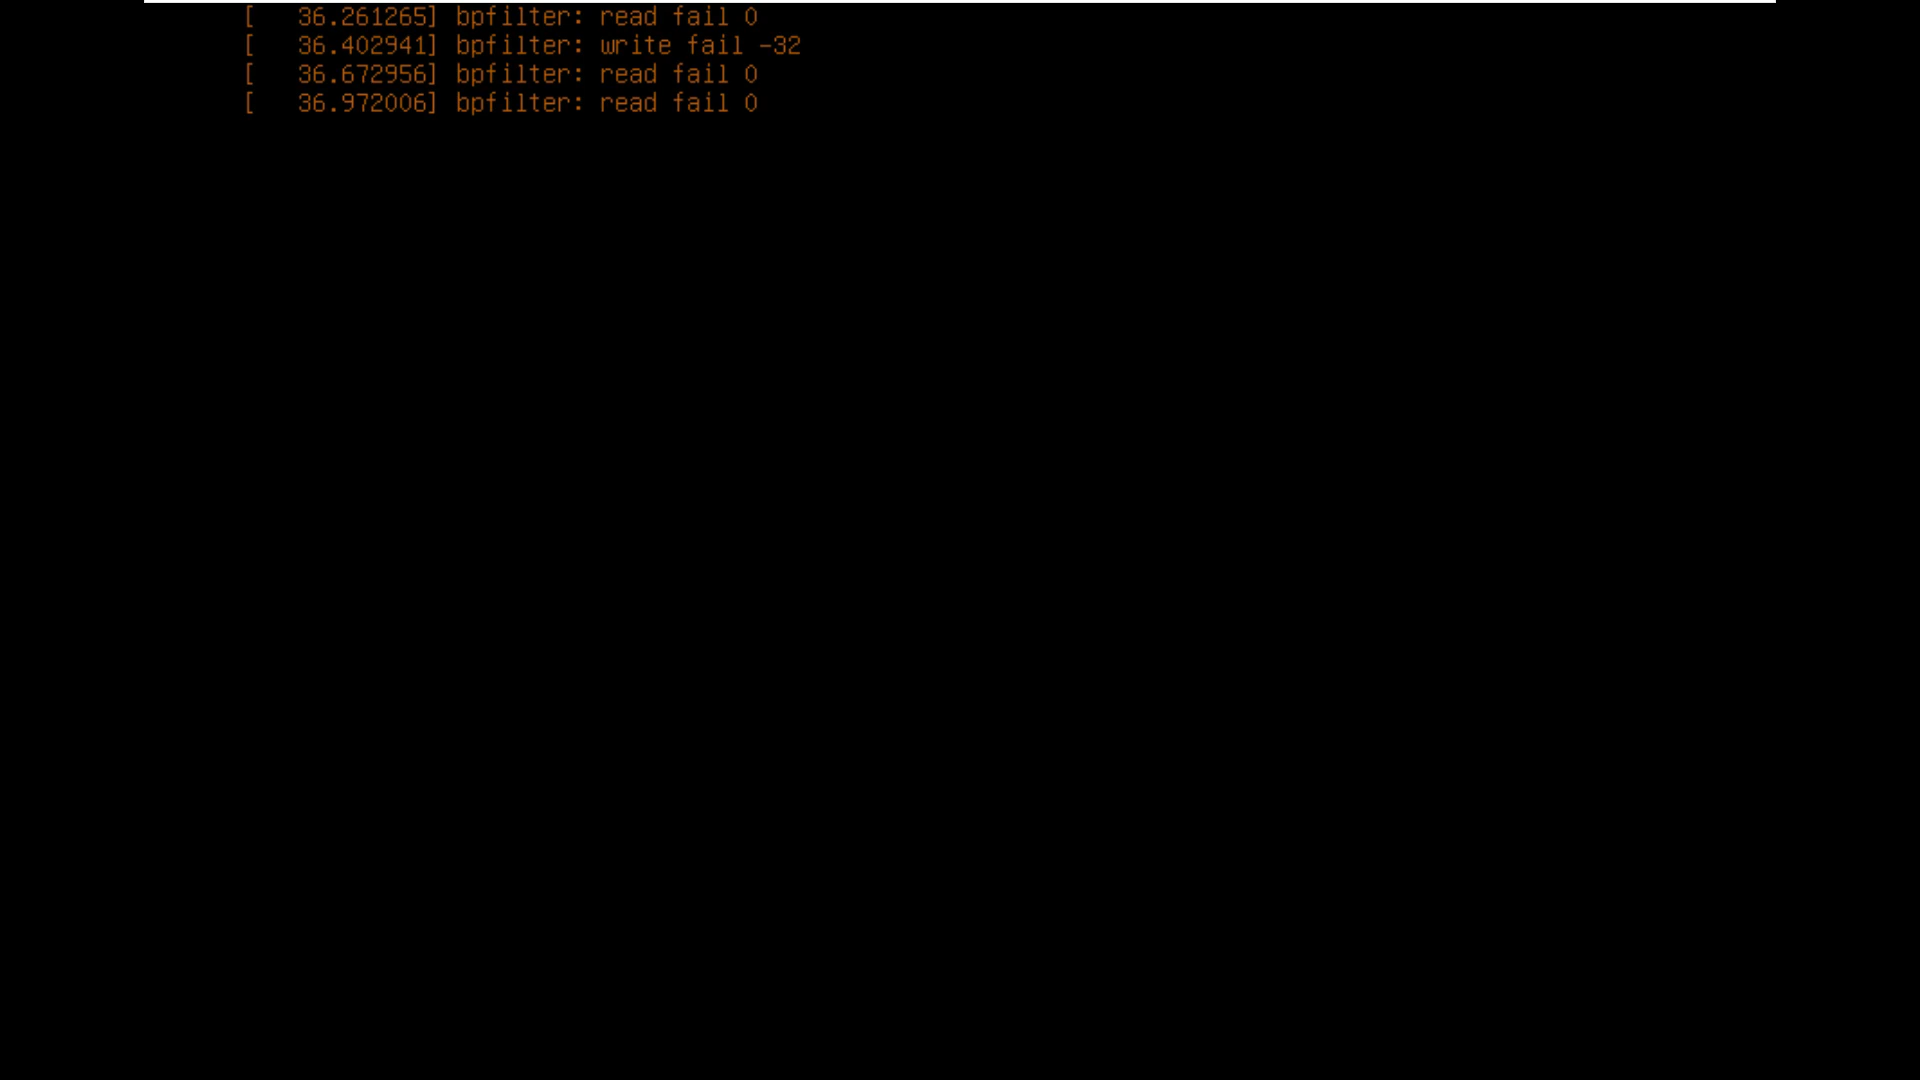 [   36.261265] bpfilter: read fail 0
[   36.402941] bpfilter: write fail -32
[   36.672956] bpfilter: read fail 0
[   36.972006] bpfilter: read fail 0